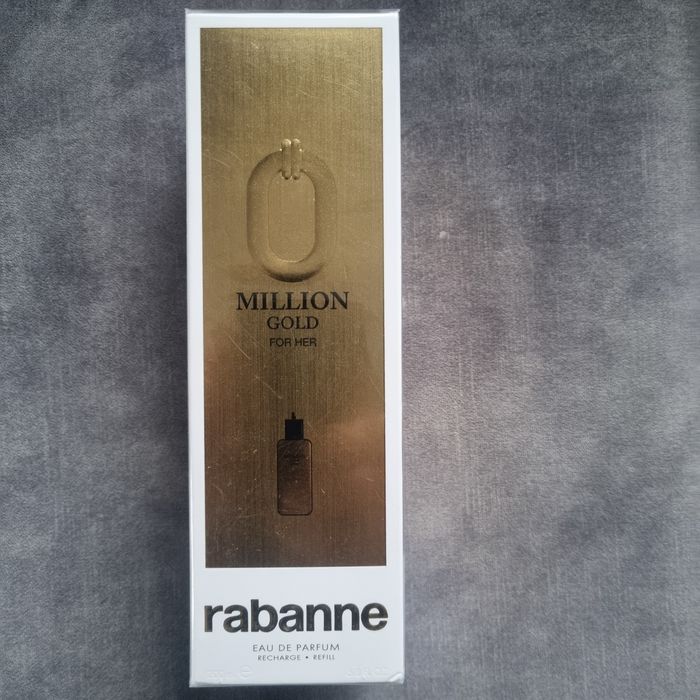 MILLION
GOLD
FOR HER
rabanne
EAU DE PARFUM
RECHARGE • REFILL